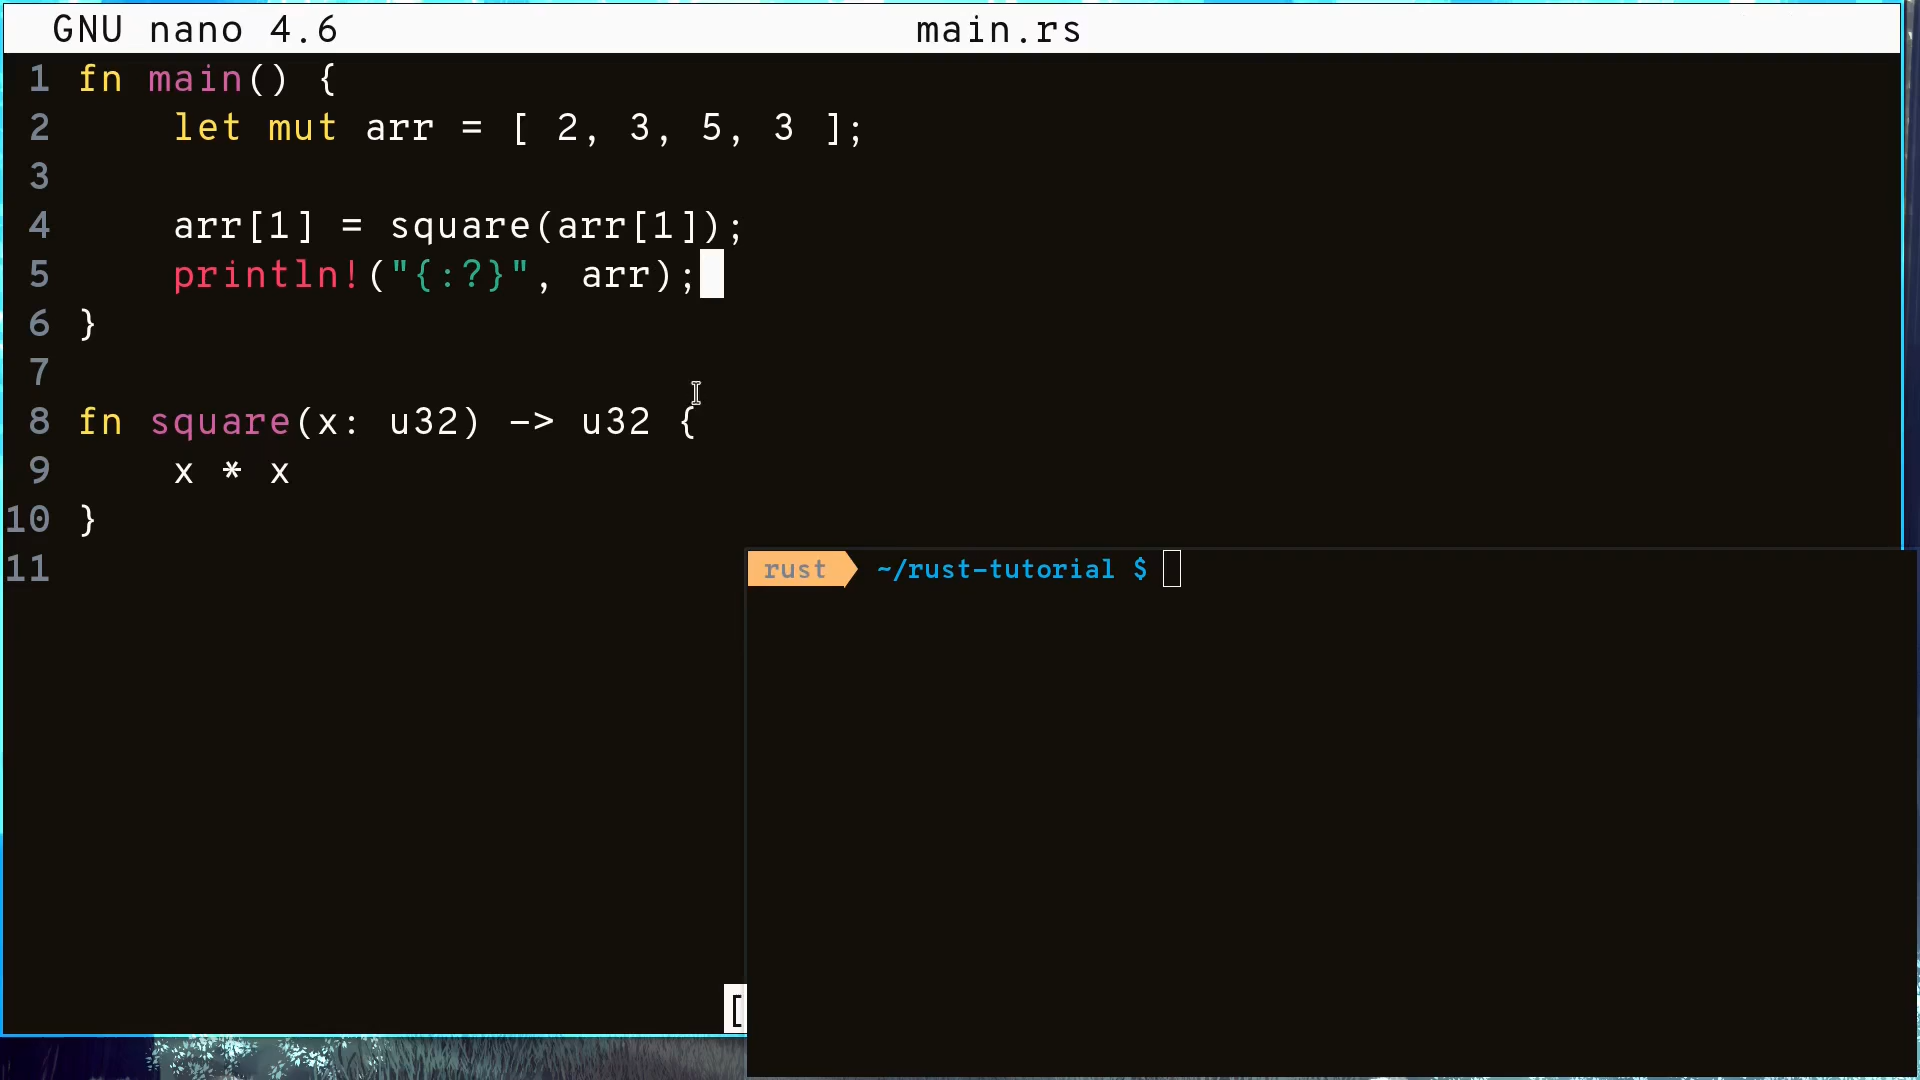 GNU nano 4.6 main.rs
1 fn main() {
2     let mut arr = [ 2, 3, 5, 3 ];
3
4     arr[1] = square(arr[1]);
5     println!("{:?}", arr);
6 }
7
8 fn square(x: u32) -> u32 {
9     x * x
10 }
11
rust ~/rust-tutorial $
[